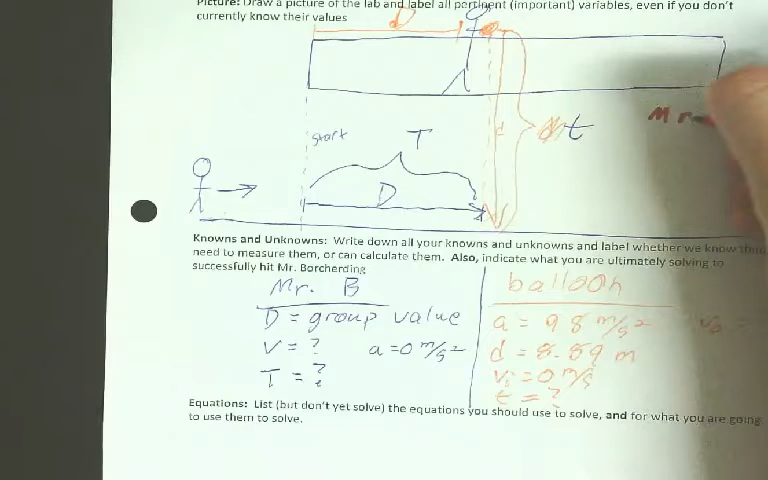 Picture: Draw a picture of the lab and label all pertinent (important) variables, even if you don't
currently know their values
d
start
T
d
t
Mr
D
Knowns and Unknowns: Write down all your knowns and unknowns and label whether we know
need to measure them, or can calculate them. Also, indicate what you are ultimately solving to
successfully hit Mr. Borcherding
Mr. B
D = group value
V = ?
a = 0 m/s²
T = ?
balloon
a = 9.8 m/s²
d = 8.59 m
Vi = 0 m/s
t = ?
Equations: List (but don't yet solve) the equations you should use to solve, and for what you are going
to use them to solve.